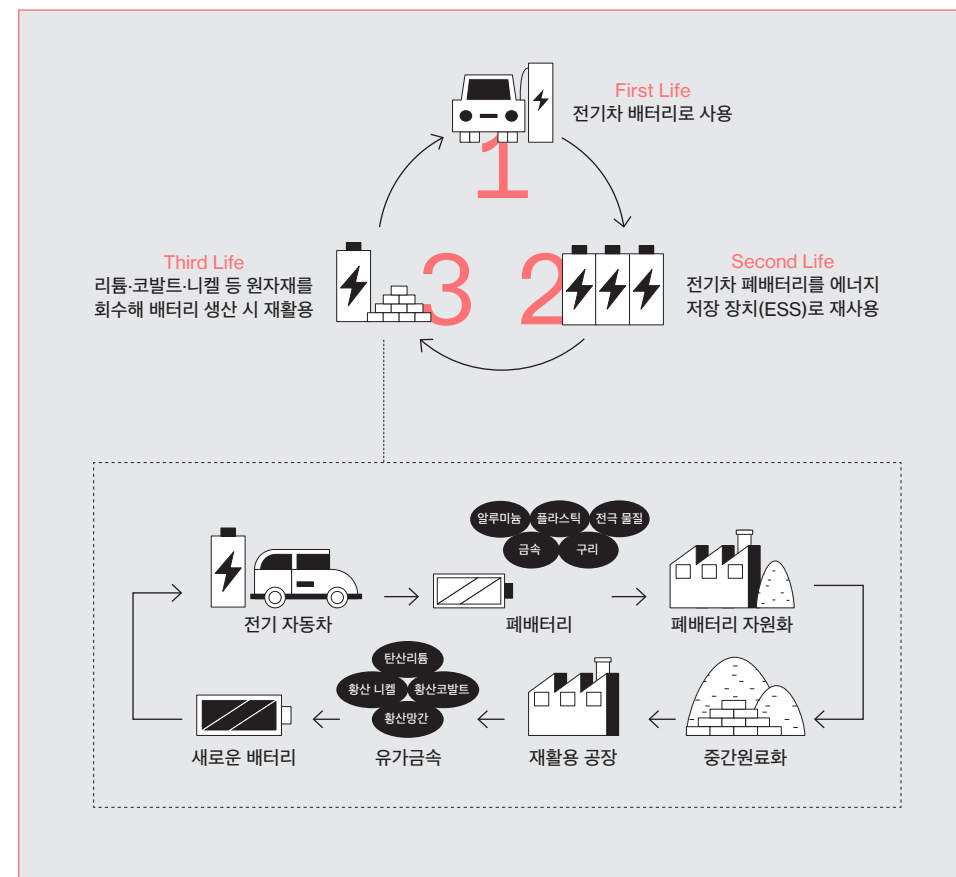 First Life
전기차 배터리로 사용
1
Third Life
리튬·코발트·니켈 등 원자재를
회수해 배터리 생산 시 재활용
3
2
Second Life
전기차 폐배터리를 에너지
저장 장치(ESS)로 재사용
알루미늄
플라스틱
전극 물질
금속
구리
전기 자동차
폐배터리
폐배터리 자원화
탄산리튬
황산 니켈
황산코발트
황산망간
새로운 배터리
유가금속
재활용 공장
중간원료화